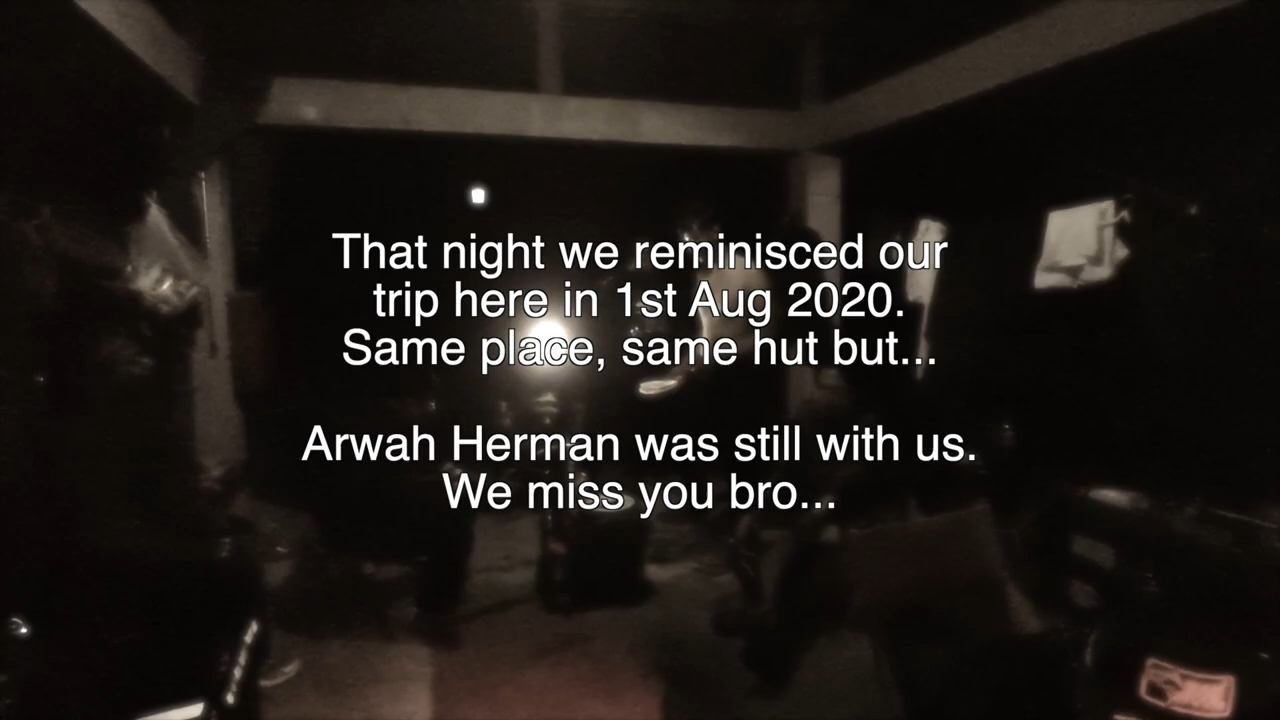 That night we reminisced our
trip here in 1st Aug 2020.
Same place, same hut but...
Arwah Herman was still with us.
We miss you bro...